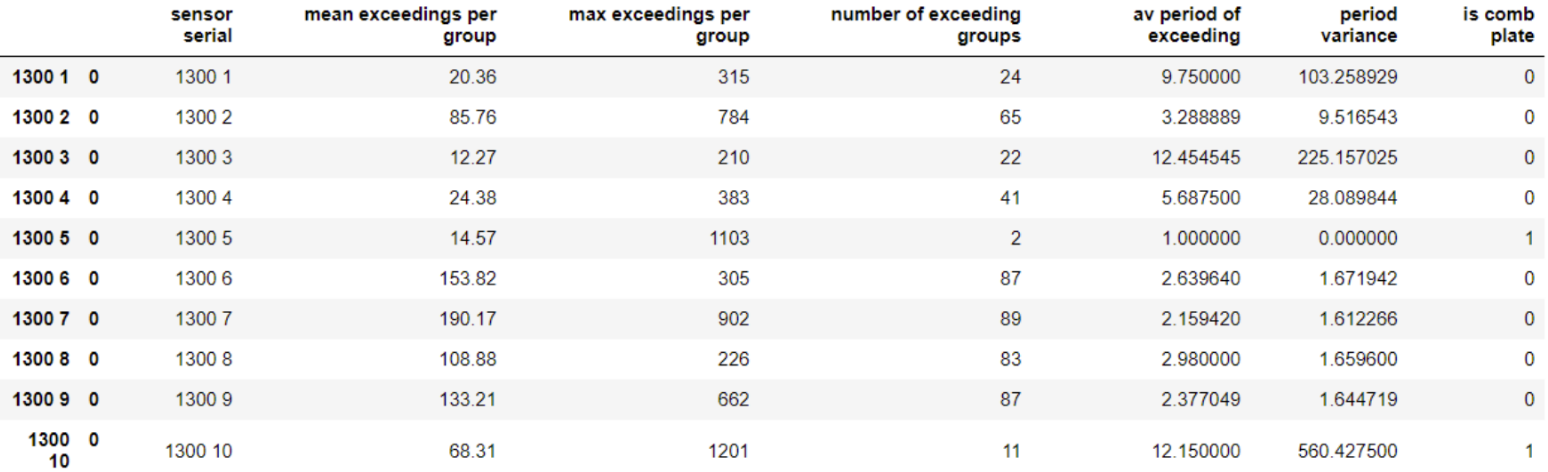 sensor serial mean exceedings per group max exceedings per group number of exceeding groups av period of exceeding period variance is comb plate
1300 1 0 1300 1 20.36 315 24 9.750000 103.258929 0
1300 2 0 1300 2 85.76 784 65 3.288889 9.516543 0
1300 3 0 1300 3 12.27 210 22 12.454545 225.157025 0
1300 4 0 1300 4 24.38 383 41 5.687500 28.089844 0
1300 5 0 1300 5 14.57 1103 2 1.000000 0.000000 1
1300 6 0 1300 6 153.82 305 87 2.639640 1.671942 0
1300 7 0 1300 7 190.17 902 89 2.159420 1.612266 0
1300 8 0 1300 8 108.88 226 83 2.980000 1.659600 0
1300 9 0 1300 9 133.21 662 87 2.377049 1.644719 0
1300 10 0 1300 10 68.31 1201 11 12.150000 560.427500 1